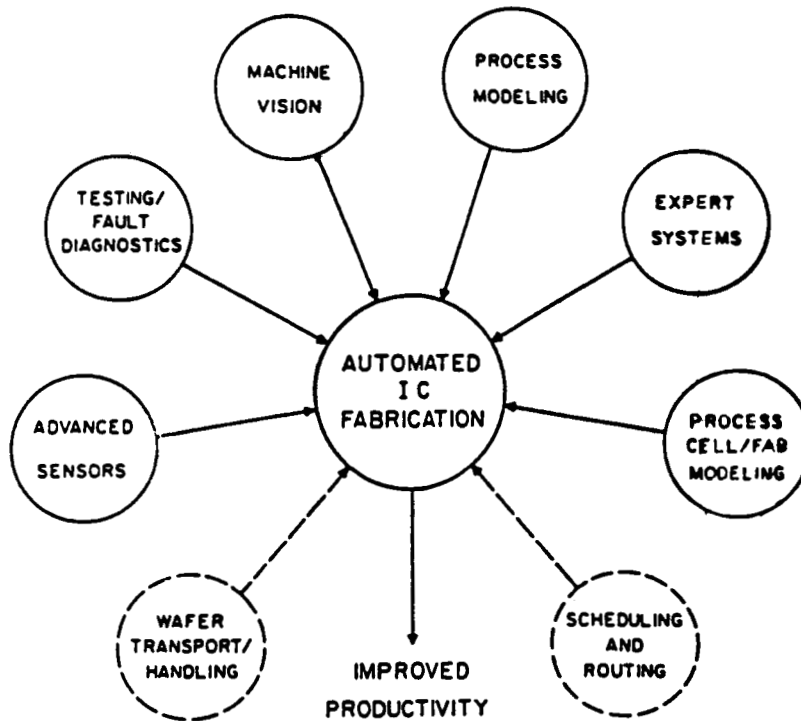 MACHINE
VISION
PROCESS
MODELING
TESTING/
FAULT
DIAGNOSTICS
EXPERT
SYSTEMS
AUTOMATED
I C
FABRICATION
ADVANCED
SENSORS
PROCESS
CELL/FAB
MODELING
WAFER
TRANSPORT/
HANDLING
SCHEDULING
AND
ROUTING
IMPROVED
PRODUCTIVITY